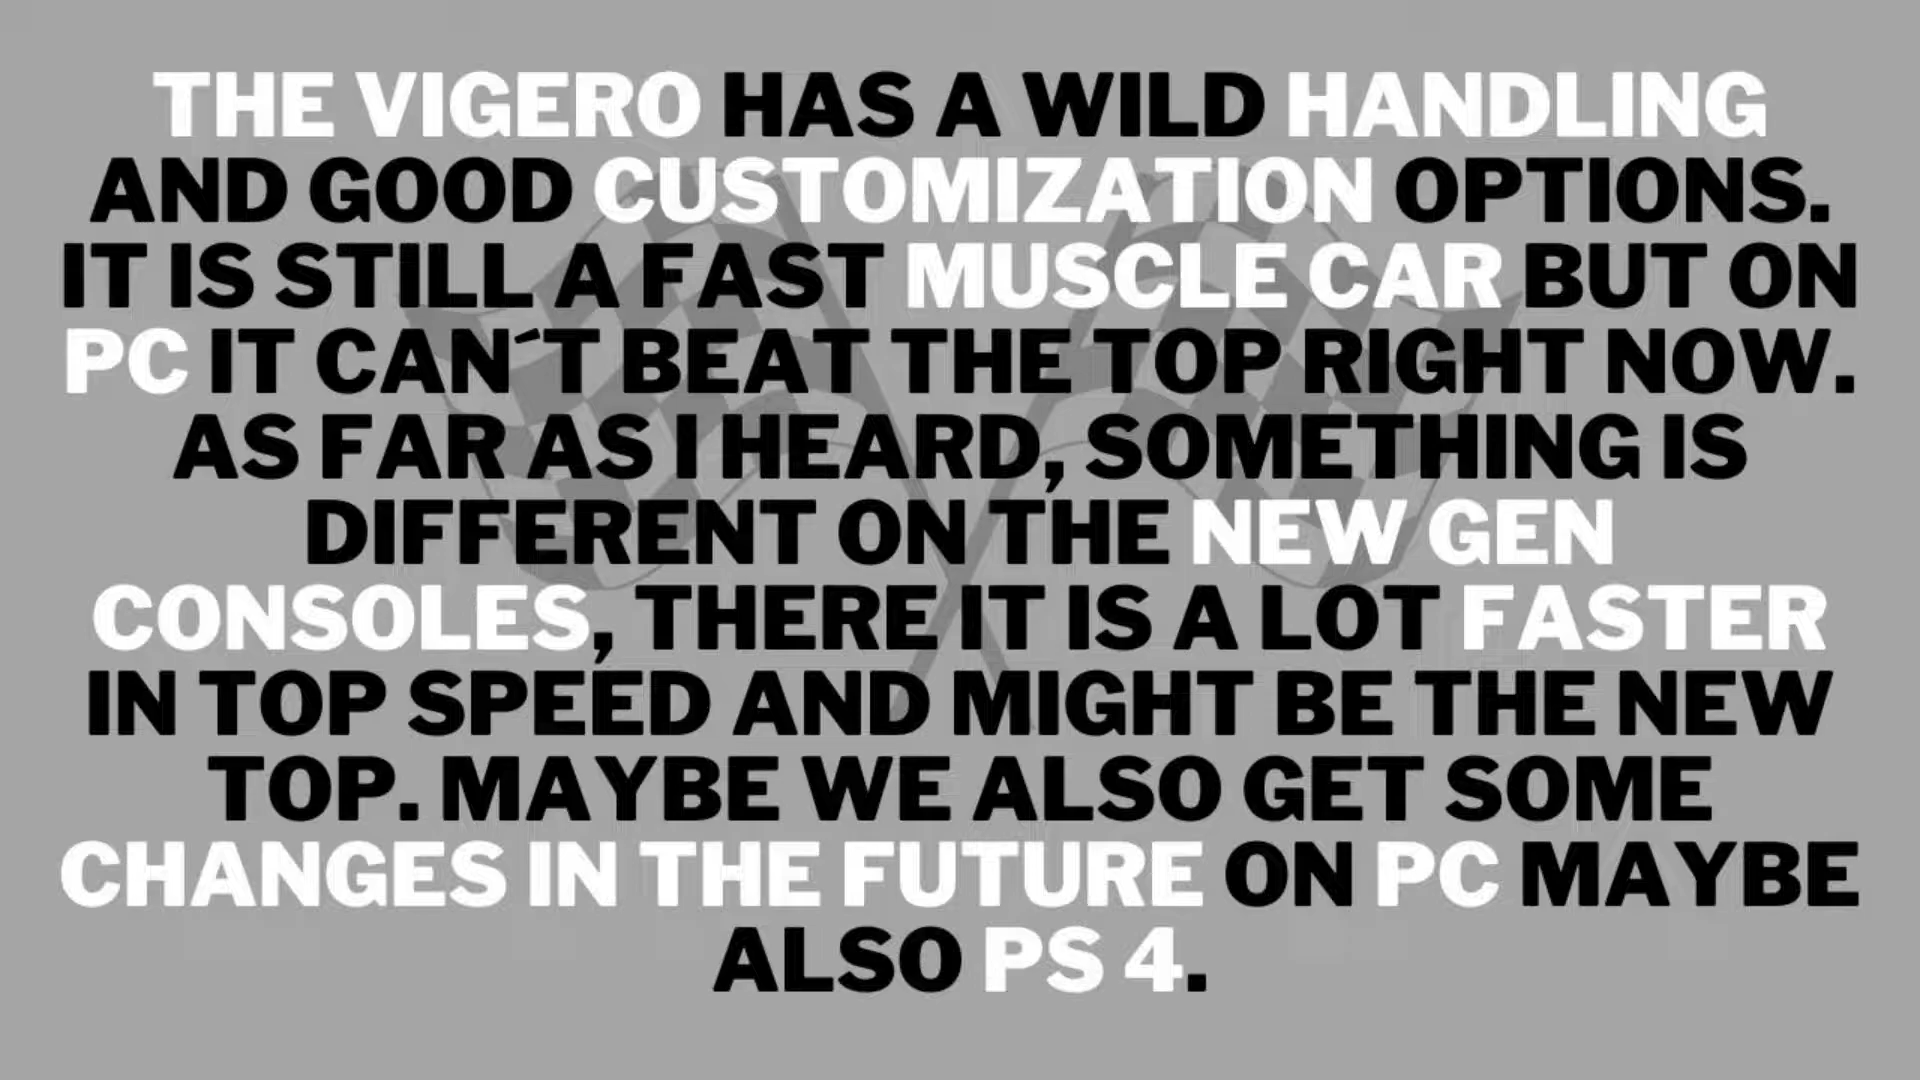 THE VIGERO HAS A WILD HANDLING
AND GOOD CUSTOMIZATION OPTIONS.
IT IS STILL A FAST MUSCLE CAR BUT ON
PC IT CAN´T BEAT THE TOP RIGHT NOW.
AS FAR AS I HEARD, SOMETHING IS
DIFFERENT ON THE NEW GEN
CONSOLES, THERE IT IS A LOT FASTER
IN TOP SPEED AND MIGHT BE THE NEW
TOP. MAYBE WE ALSO GET SOME
CHANGES IN THE FUTURE ON PC MAYBE
ALSO PS 4.